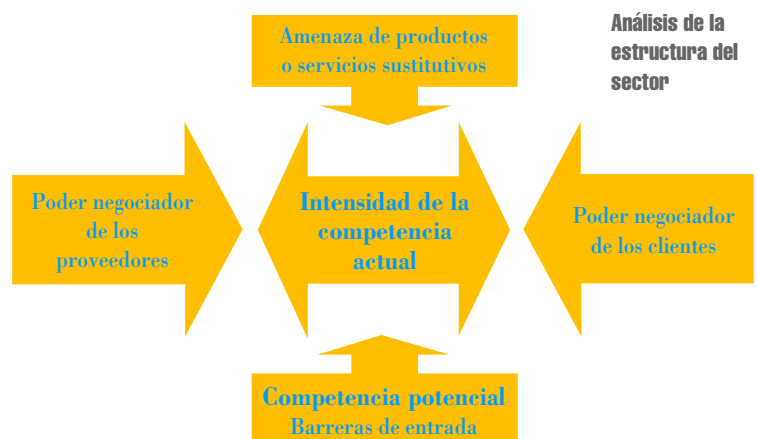 Análisis de la
estructura del
sector
Amenaza de productos
o servicios sustitutivos
Poder negociador
de los
proveedores
Intensidad de la
competencia
actual
Poder negociador
de los clientes
Competencia potencial
Barreras de entrada